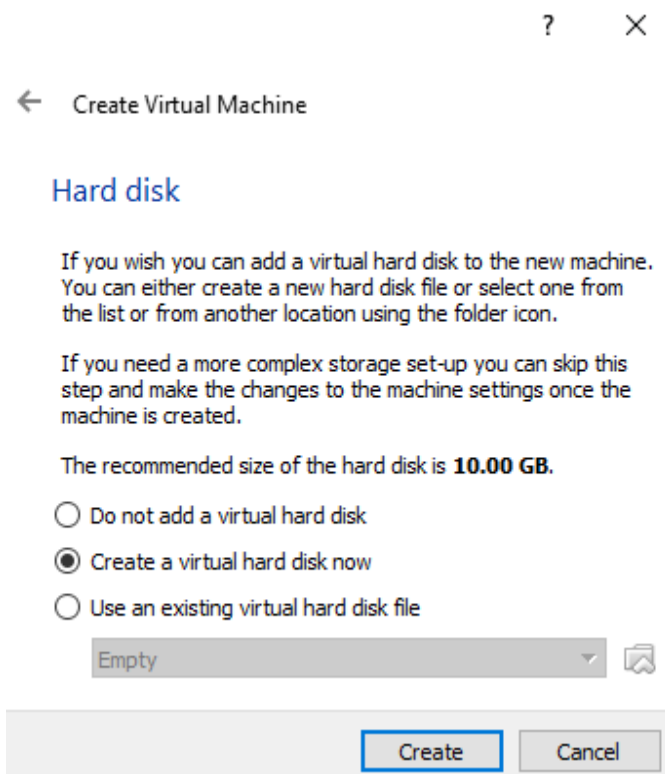 ?
Create Virtual Machine
Hard disk
If you wish you can add a virtual hard disk to the new machine.
You can either create a new hard disk file or select one from
the list or from another location using the folder icon.
If you need a more complex storage set-up you can skip this
step and make the changes to the machine settings once the
machine is created.
The recommended size of the hard disk is 10.00 GB.
Do not add a virtual hard disk
Create a virtual hard disk now
Use an existing virtual hard disk file
Empty
Create Cancel